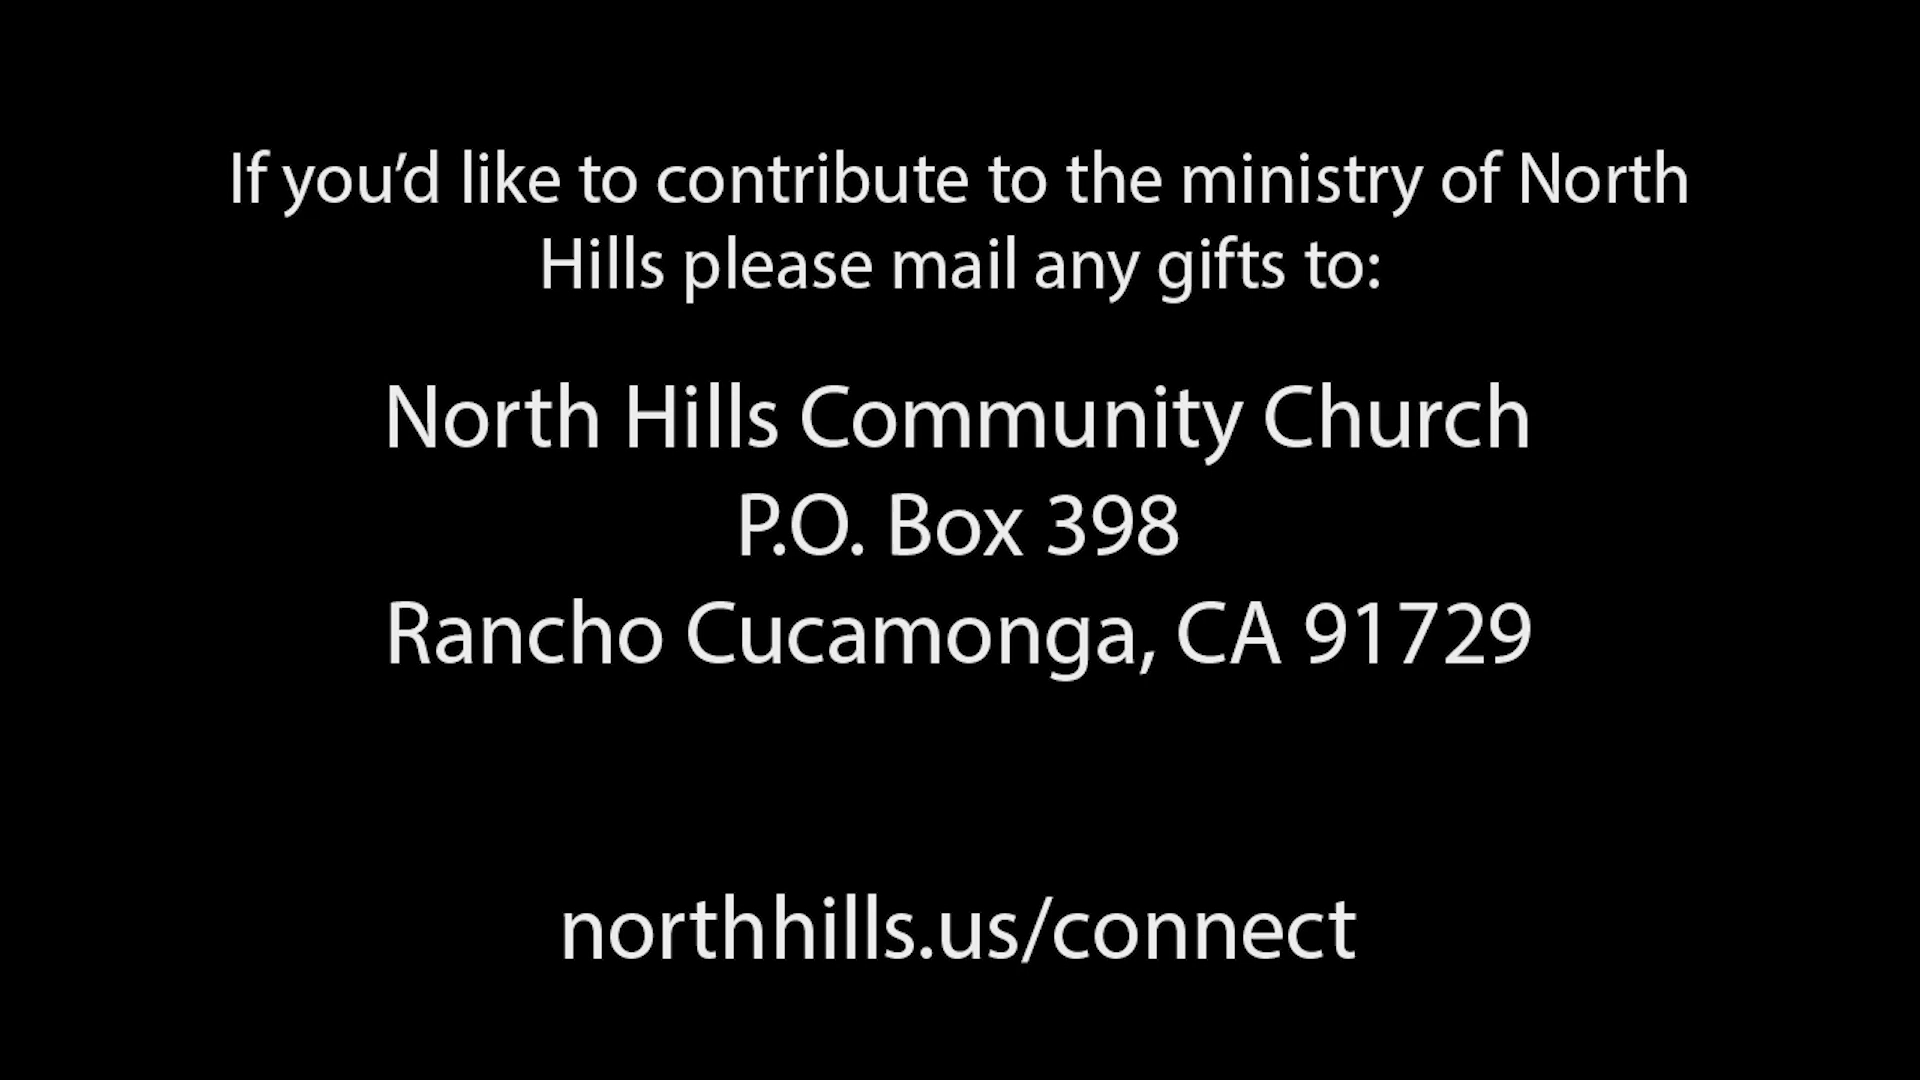 If you’d like to contribute to the ministry of North
Hills please mail any gifts to:
North Hills Community Church
P.O. Box 398
Rancho Cucamonga, CA 91729
northhills.us/connect